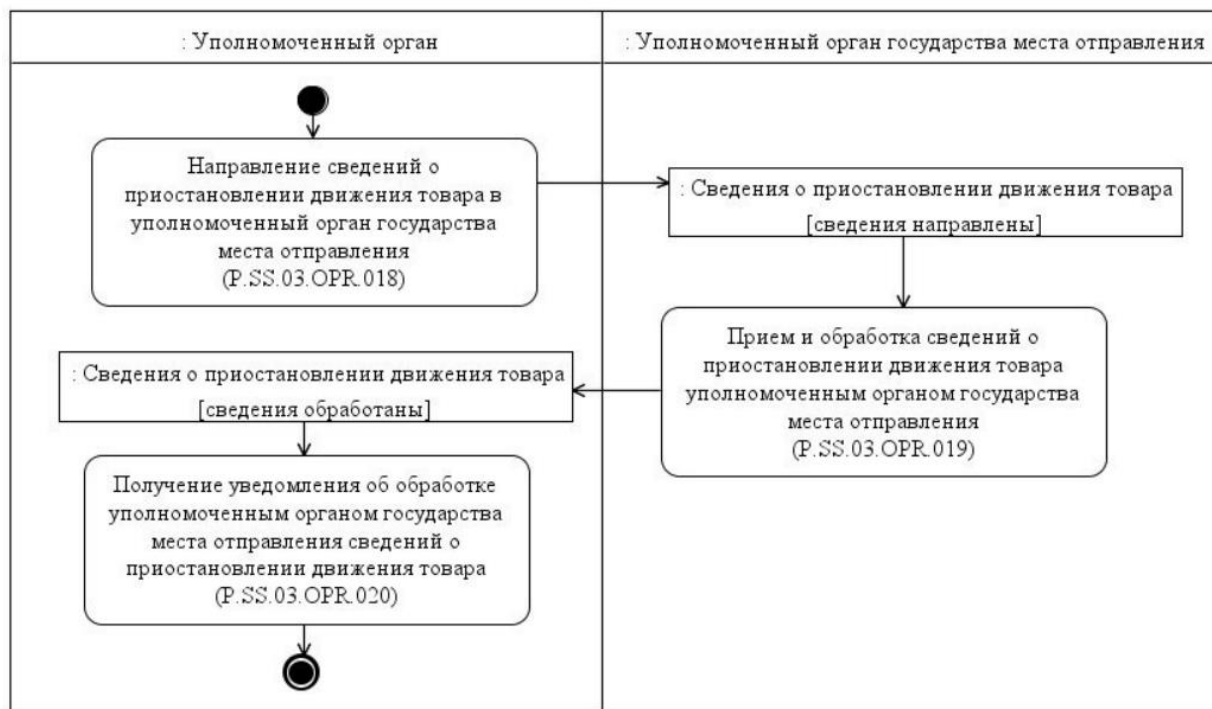 : Уполномоченный орган
: Уполномоченный орган государства места отправления
Направление сведений о
приостановлении движения товара в
уполномоченный орган государства
места отправления
(P.SS.03.OPR.018)
: Сведения о приостановлении движения товара
[сведения направлены]
Прием и обработка сведений о
приостановлении движения товара
уполномоченным органом государства
места отправления
(P.SS.03.OPR.019)
: Сведения о приостановлении движения товара
[сведения обработаны]
Получение уведомления об обработке
уполномоченным органом государства
места отправления сведений о
приостановлении движения товара
(P.SS.03.OPR.020)